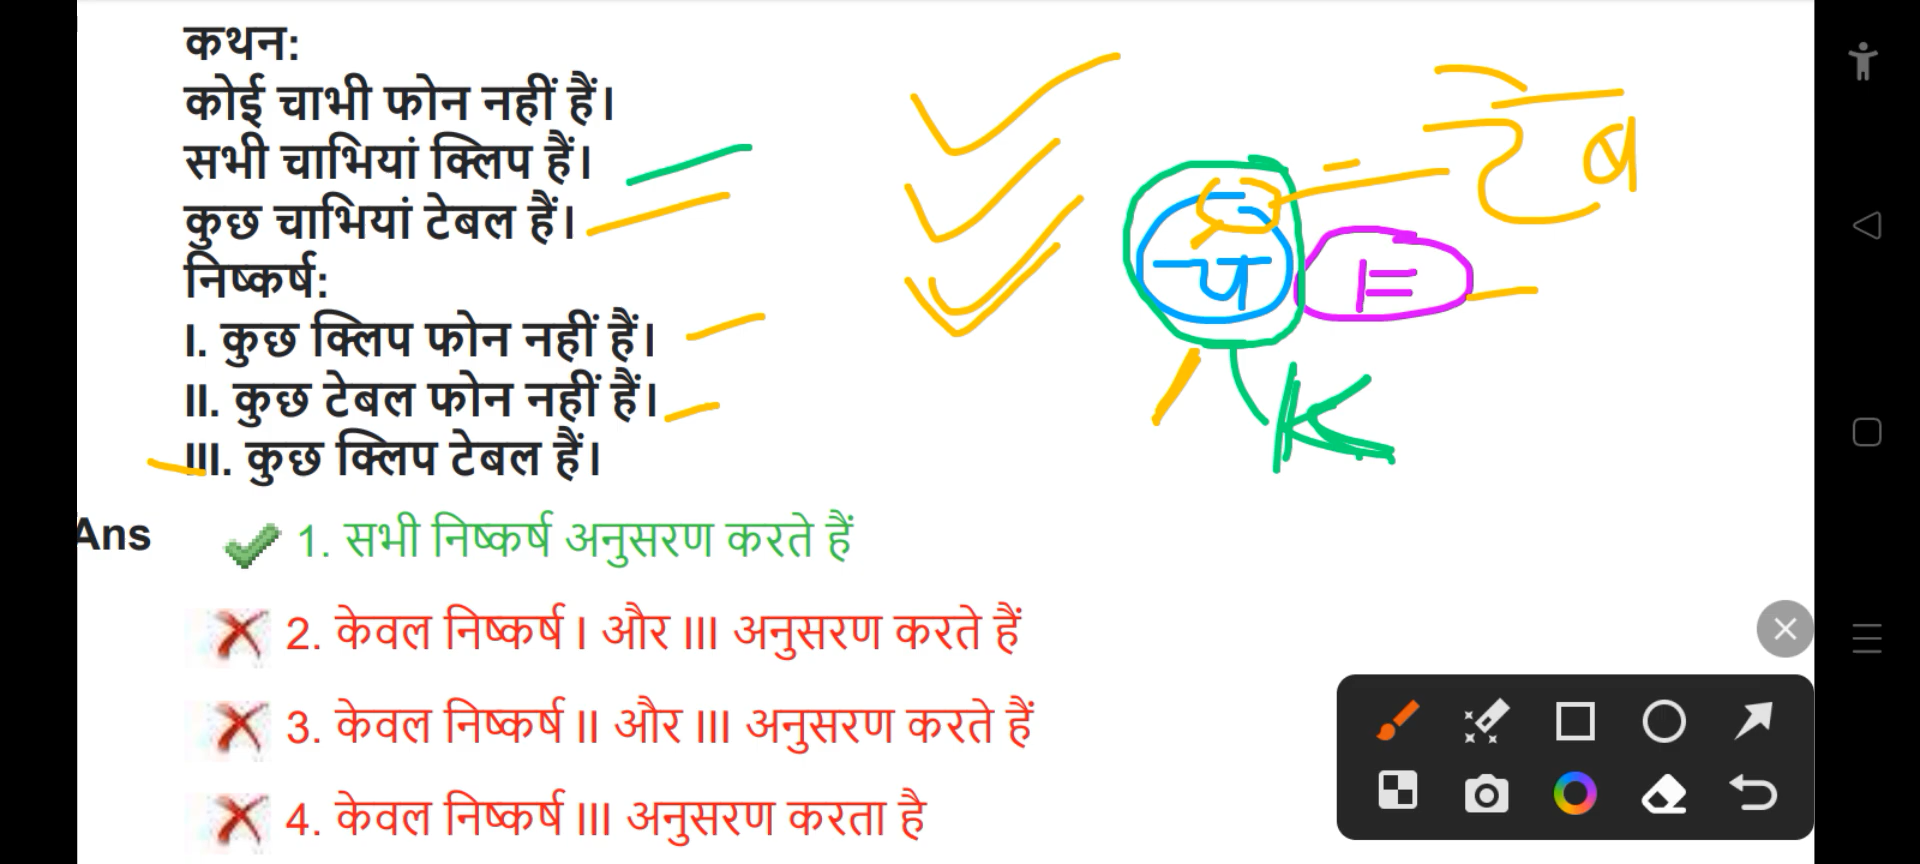 कथन:
कोई चाभी फोन नहीं हैं।
सभी चाभियां क्लिप हैं।
कुछ चाभियां टेबल हैं।
निष्कर्ष:
I. कुछ क्लिप फोन नहीं हैं।
II. कुछ टेबल फोन नहीं हैं।
III. कुछ क्लिप टेबल हैं।
Ans
1. सभी निष्कर्ष अनुसरण करते हैं
2. केवल निष्कर्ष I और III अनुसरण करते हैं
3. केवल निष्कर्ष II और III अनुसरण करते हैं
4. केवल निष्कर्ष III अनुसरण करता है
K